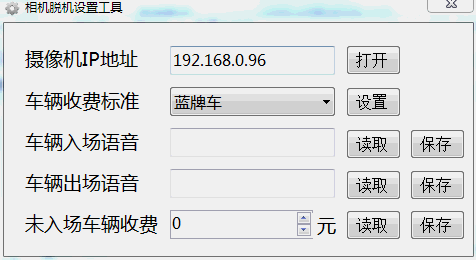 相机脱机设置工具
摄像机IP地址 192.168.0.96 打开
车辆收费标准 蓝牌车 设置
车辆入场语音 读取 保存
车辆出场语音 读取 保存
未入场车辆收费 0 元 读取 保存